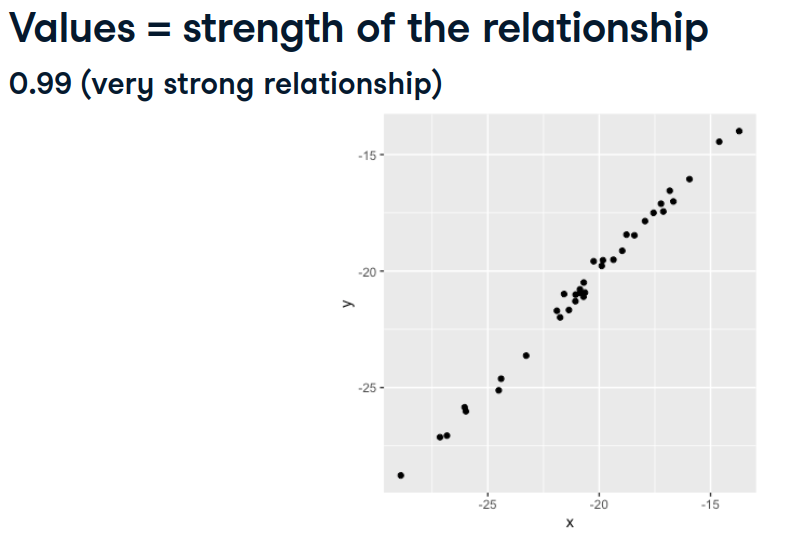 Values = strength of the relationship
0.99 (very strong relationship)
-15
-20
-25
y
-25 -20 -15
x